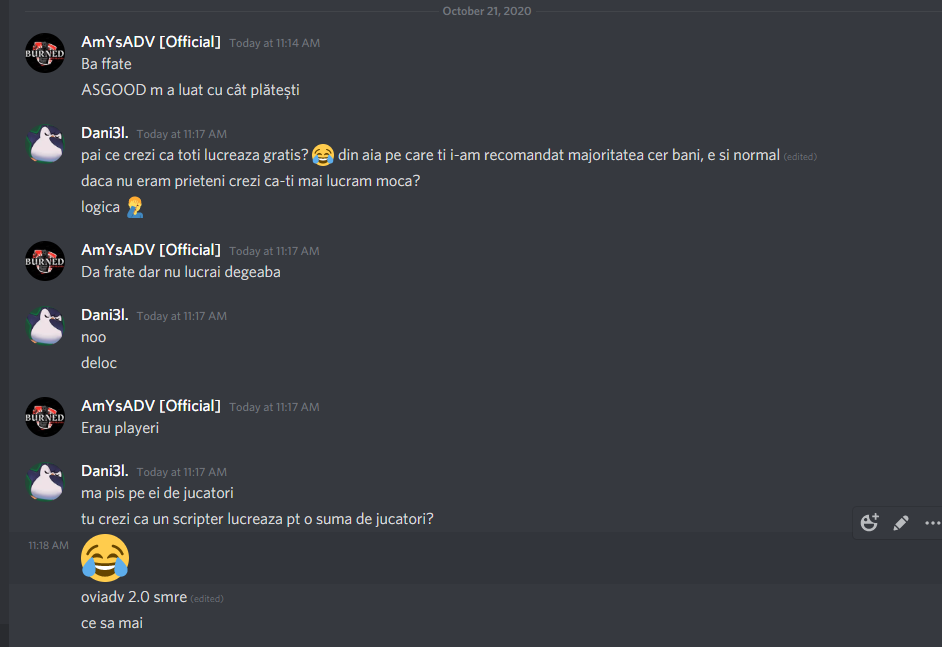 October 21, 2020
AmYsADV [Official] Today at 11:14 AM
Ba ffate
ASGOOD m a luat cu cât plătești
BURNED
Dani3l. Today at 11:17 AM
pai ce crezi ca toti lucreaza gratis? 😂 din aia pe care ti i-am recomandat majoritatea cer bani, e si normal (edited)
daca nu eram prieteni crezi ca-ti mai lucram moca?
logica 🤦‍♂️
AmYsADV [Official] Today at 11:17 AM
Da frate dar nu lucrai degeaba
BURNED
Dani3l. Today at 11:17 AM
noo
deloc
AmYsADV [Official] Today at 11:17 AM
Erau playeri
BURNED
Dani3l. Today at 11:17 AM
ma pis pe ei de jucatori
tu crezi ca un scripter lucreaza pt o suma de jucatori?
11:18 AM 😂
oviadv 2.0 smre (edited)
ce sa mai